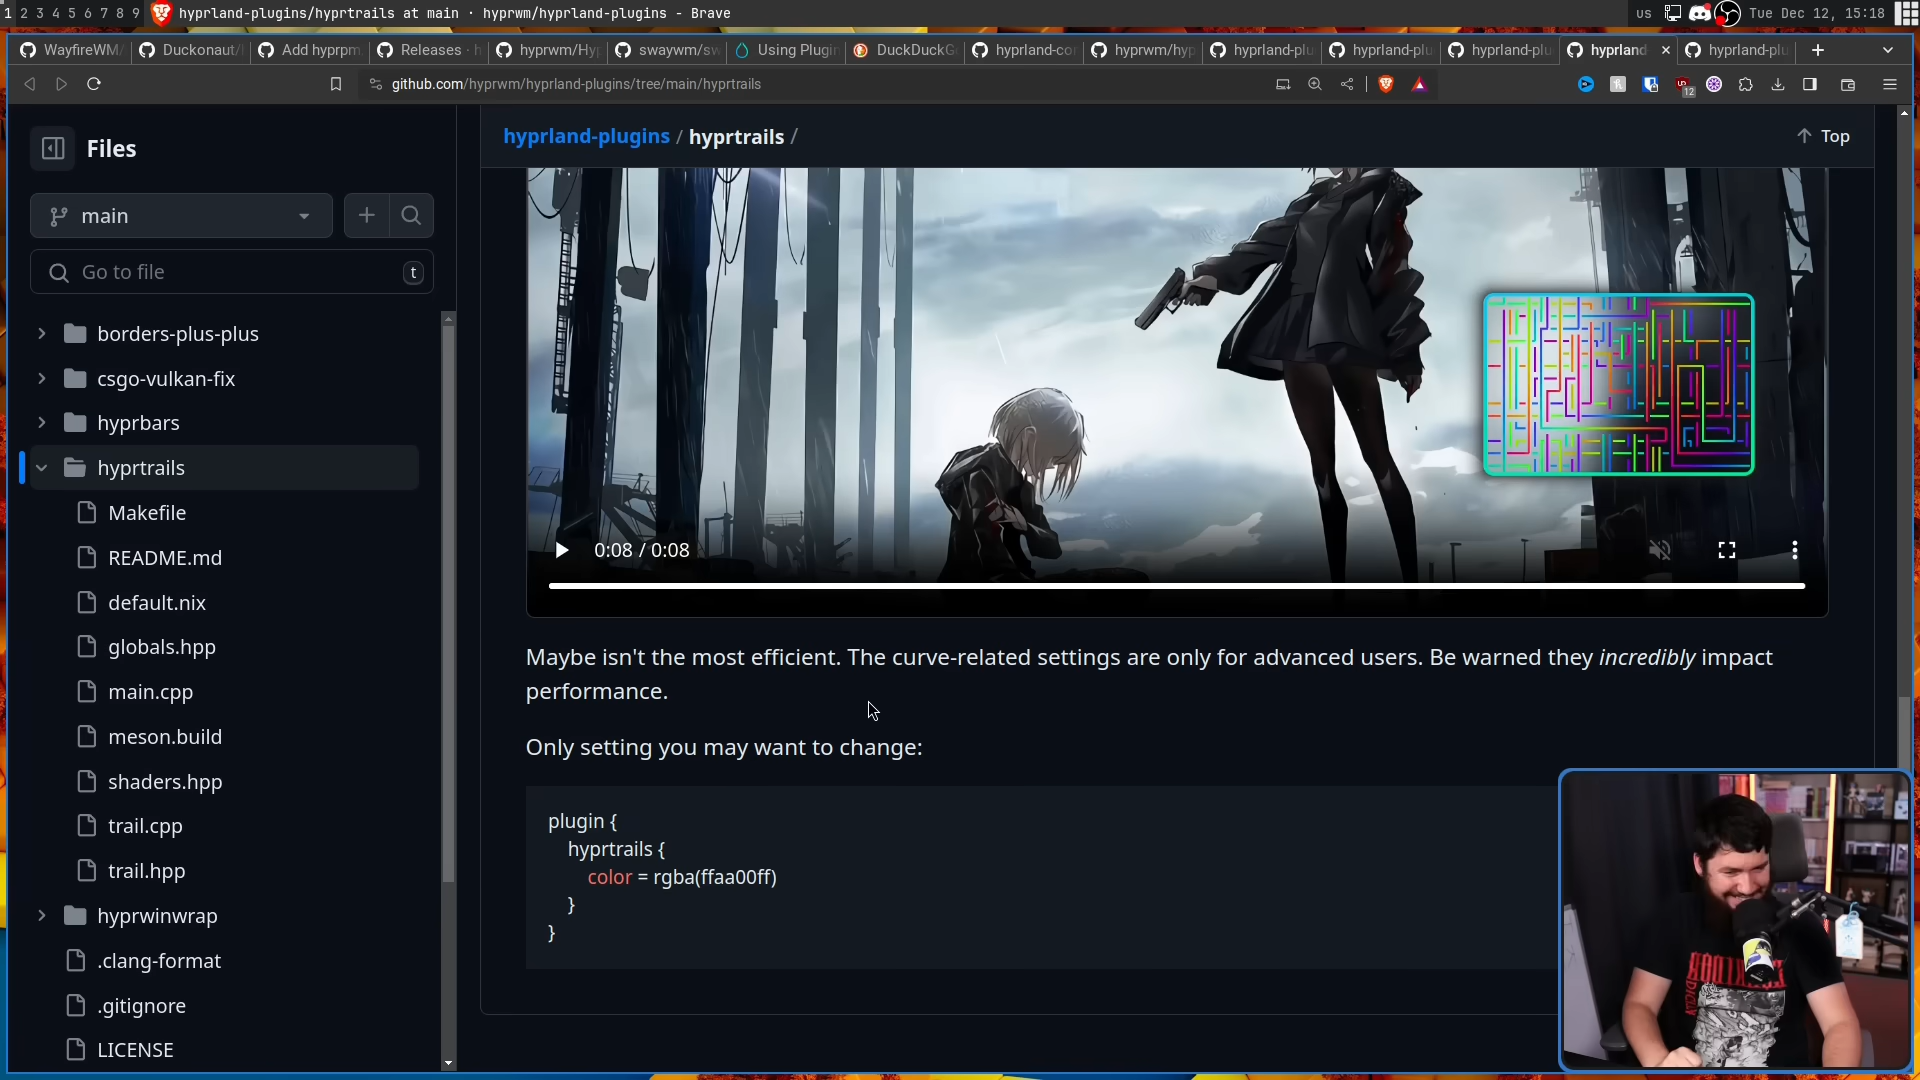 1 2 3 4 5 6 7 8 9 hyprland-plugins/hyprtrails at main · hyprwm/hyprland-plugins - Brave
us Tue Dec 12, 15:18
WayfireWM/ Duckonaut/ Add hyprpm Releases · h hyprwm/Hyp swaywm/sw Using Plugin DuckDuckGo hyprland-con hyprwm/hyp hyprland-plu hyprland-plu hyprland-plu hyprland hyprland-plu
github.com/hyprwm/hyprland-plugins/tree/main/hyprtrails
12
Files
main
Go to file
t
borders-plus-plus
csgo-vulkan-fix
hyprbars
hyprtrails
Makefile
README.md
default.nix
globals.hpp
main.cpp
meson.build
shaders.hpp
trail.cpp
trail.hpp
hyprwinwrap
.clang-format
.gitignore
LICENSE
hyprland-plugins / hyprtrails /
Top
0:08 / 0:08
Maybe isn't the most efficient. The curve-related settings are only for advanced users. Be warned they incredibly impact
performance.
Only setting you may want to change:
plugin {
hyprtrails {
color = rgba(ffaa00ff)
}
}